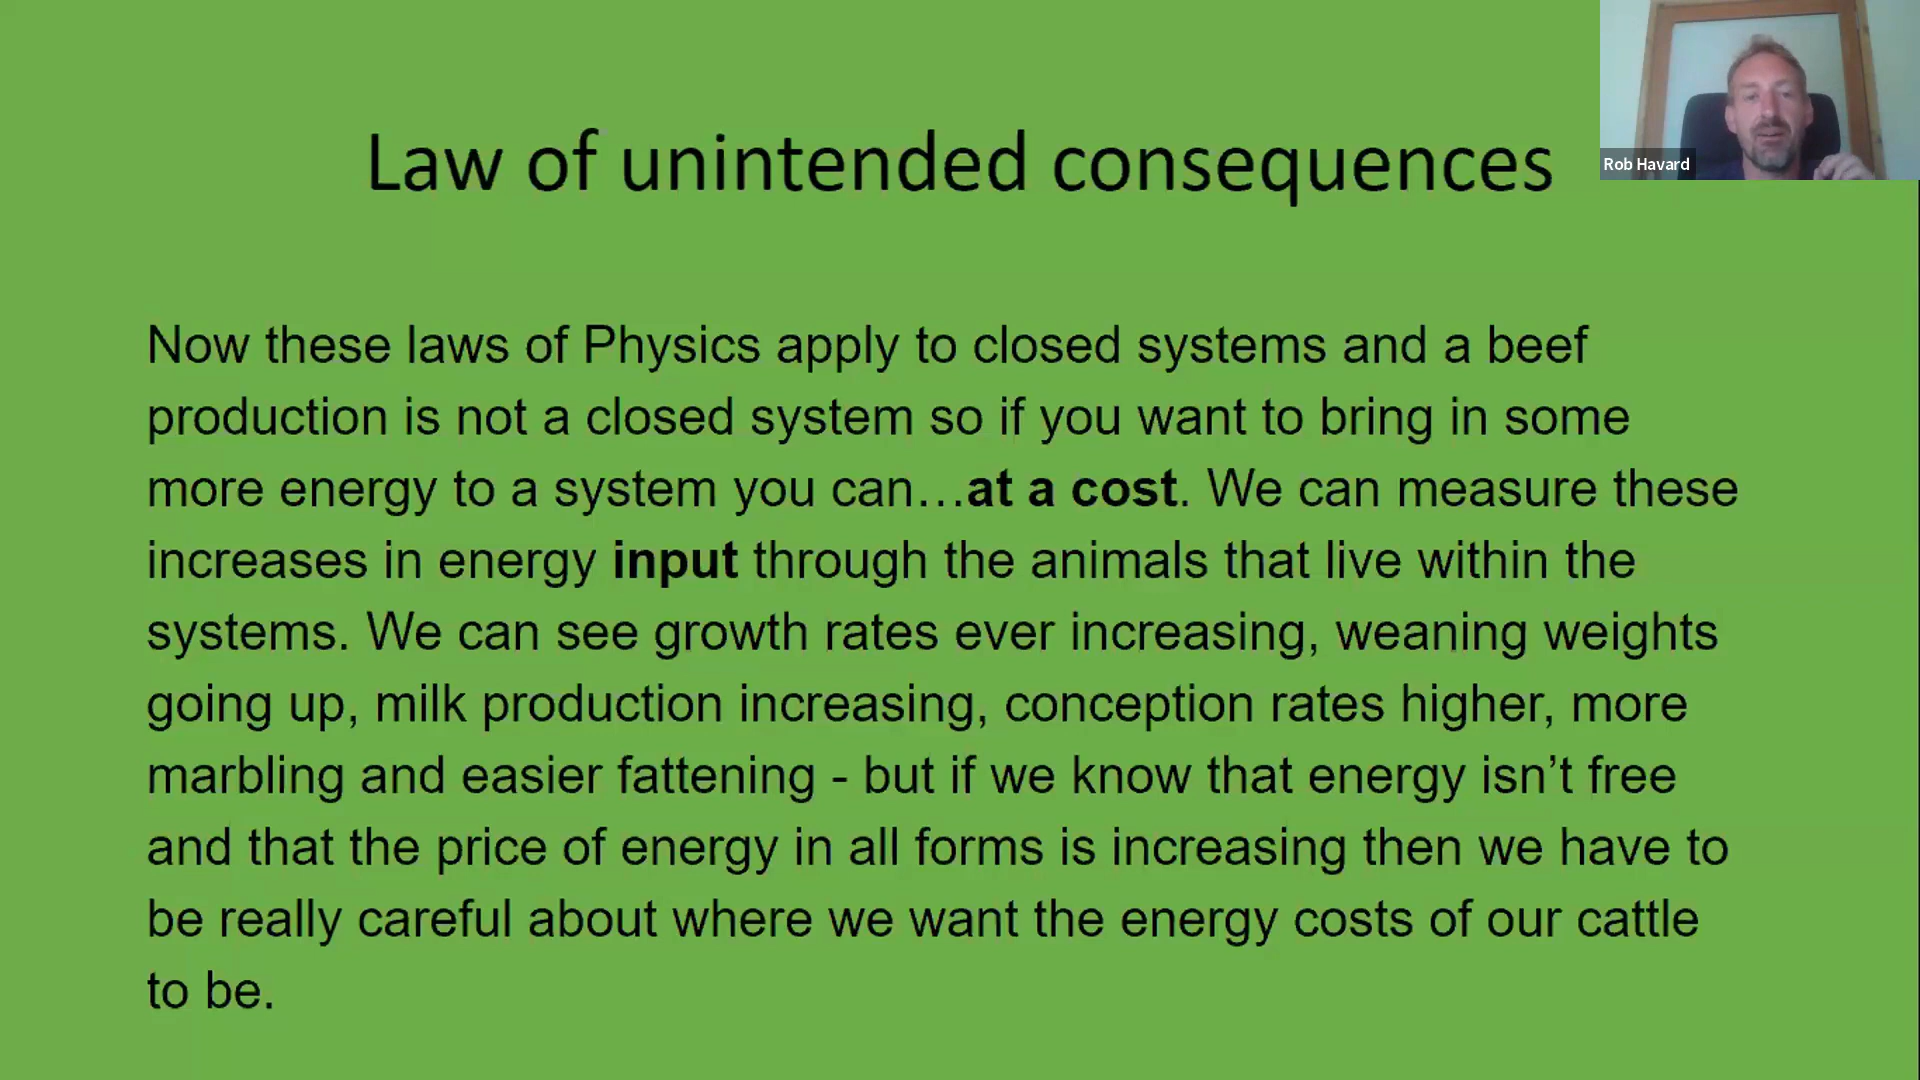 Law of unintended consequences
Rob Havard
Now these laws of Physics apply to closed systems and a beef
production is not a closed system so if you want to bring in some
more energy to a system you can…at a cost. We can measure these
increases in energy input through the animals that live within the
systems. We can see growth rates ever increasing, weaning weights
going up, milk production increasing, conception rates higher, more
marbling and easier fattening - but if we know that energy isn’t free
and that the price of energy in all forms is increasing then we have to
be really careful about where we want the energy costs of our cattle
to be.